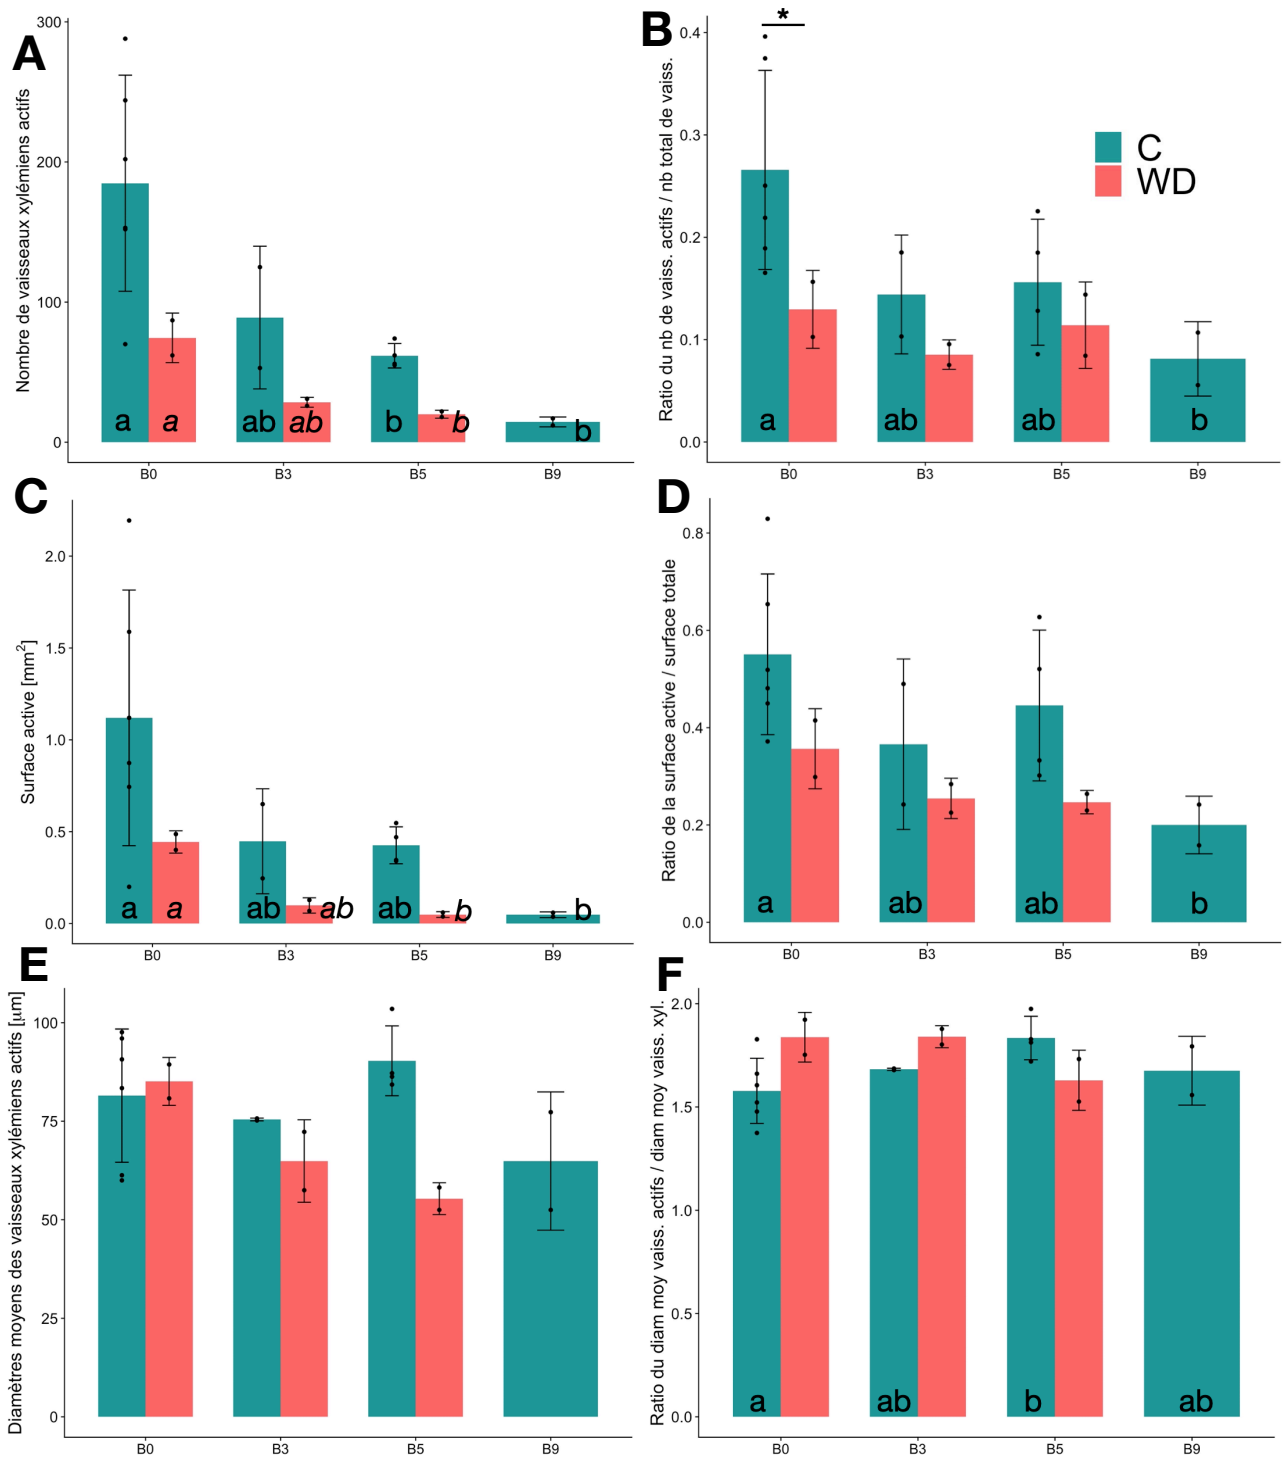 A
Nombre de vaisseaux xylémiens actifs
300
200
100
0
a a ab ab b b b
B0 B3 B5 B9
B
Ratio du nb de vaiss. actifs / nb total de vaiss.
*
0.4
0.3
0.2
0.1
0.0
C
WD
a ab ab b
B0 B3 B5 B9
C
Surface active [mm²]
2.0
1.5
1.0
0.5
0.0
a a ab ab ab b b
B0 B3 B5 B9
D
Ratio de la surface active / surface totale
0.8
0.6
0.4
0.2
0.0
a ab ab b
B0 B3 B5 B9
E
Diamètres moyens des vaisseaux xylémiens actifs [µm]
100
75
50
25
0
B0 B3 B5 B9
F
Ratio du diam moy vaiss. actifs / diam moy vaiss. xyl.
2.0
1.5
1.0
0.5
0.0
a ab b ab
B0 B3 B5 B9